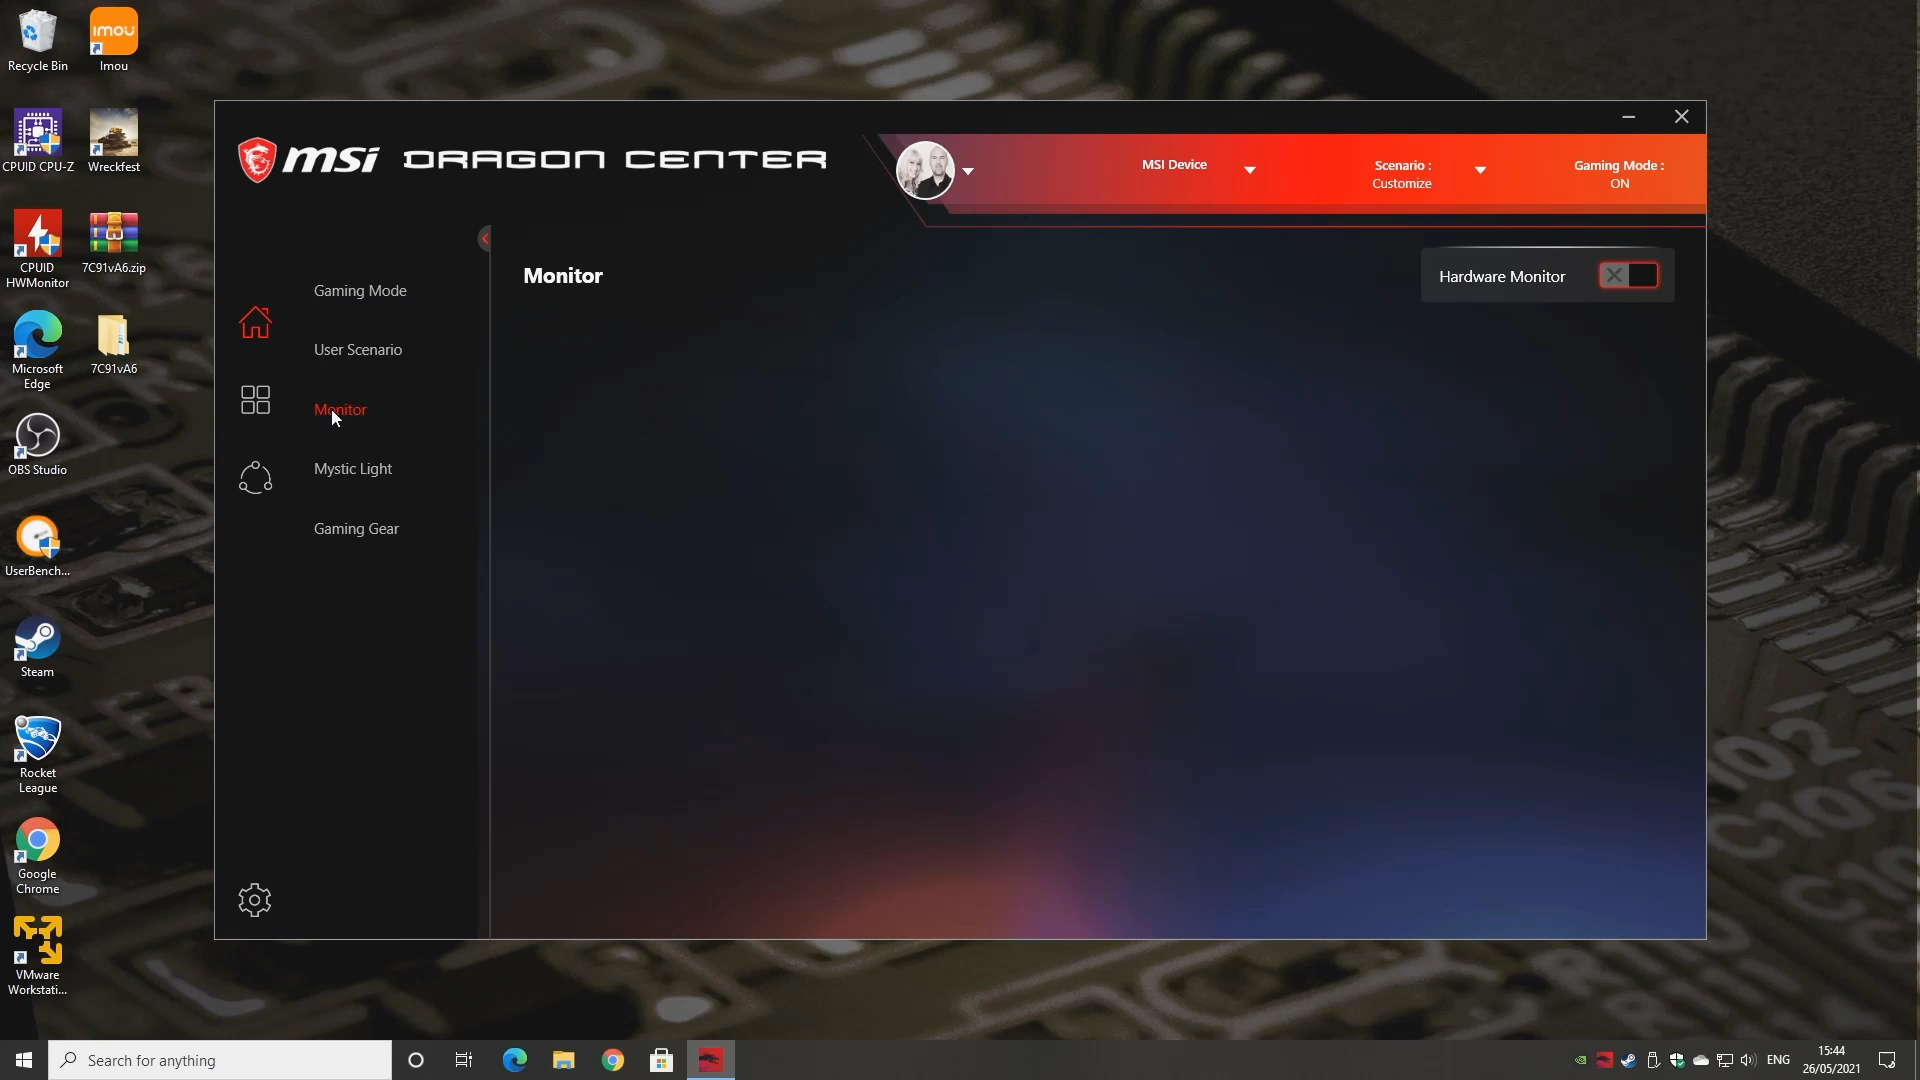 Recycle Bin
imou
Imou
CPUID CPU-Z
Wreckfest
CPUID
HWMonitor
7C91vA6.zip
Microsoft
Edge
7C91vA6
OBS Studio
UserBench...
Steam
Rocket
League
Google
Chrome
VMware
Workstati...
msi DRAGON CENTER
MSI Device
Scenario :
Customize
Gaming Mode :
ON
Gaming Mode
User Scenario
Monitor
Mystic Light
Gaming Gear
Monitor
Hardware Monitor
102
C106
Search for anything
ENG
15:44
26/05/2021